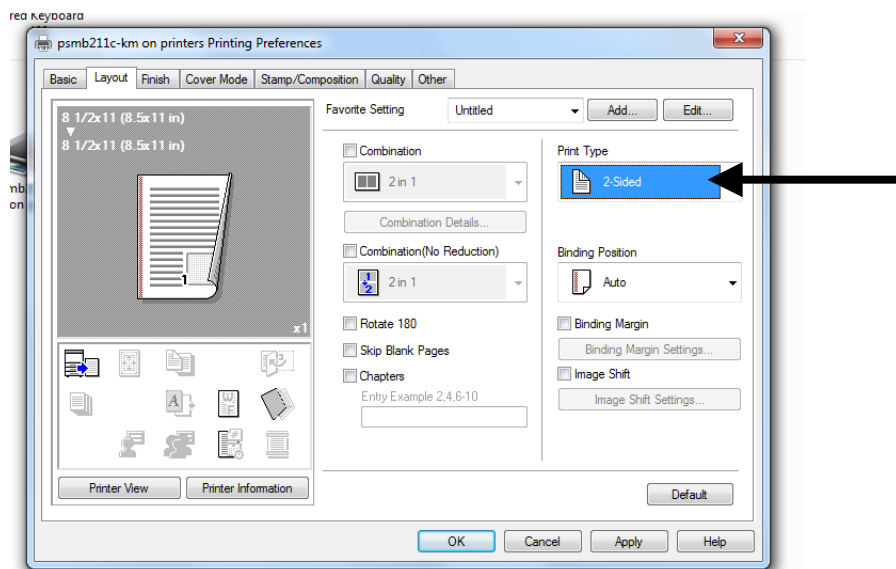 red Keyboard
psmb211c-km on printers Printing Preferences
Basic Layout Finish Cover Mode Stamp/Composition Quality Other
8 1/2x11 (8.5x11 in)
8 1/2x11 (8.5x11 in)
1
x1
Favorite Setting Untitled Add... Edit...
Combination
2 in 1
Combination Details...
Combination(No Reduction)
2 in 1
Rotate 180
Skip Blank Pages
Chapters
Entry Example 2,4,6-10
Print Type
2-Sided
Binding Position
Auto
Binding Margin
Binding Margin Settings...
Image Shift
Image Shift Settings...
Printer View Printer Information
Default
OK Cancel Apply Help